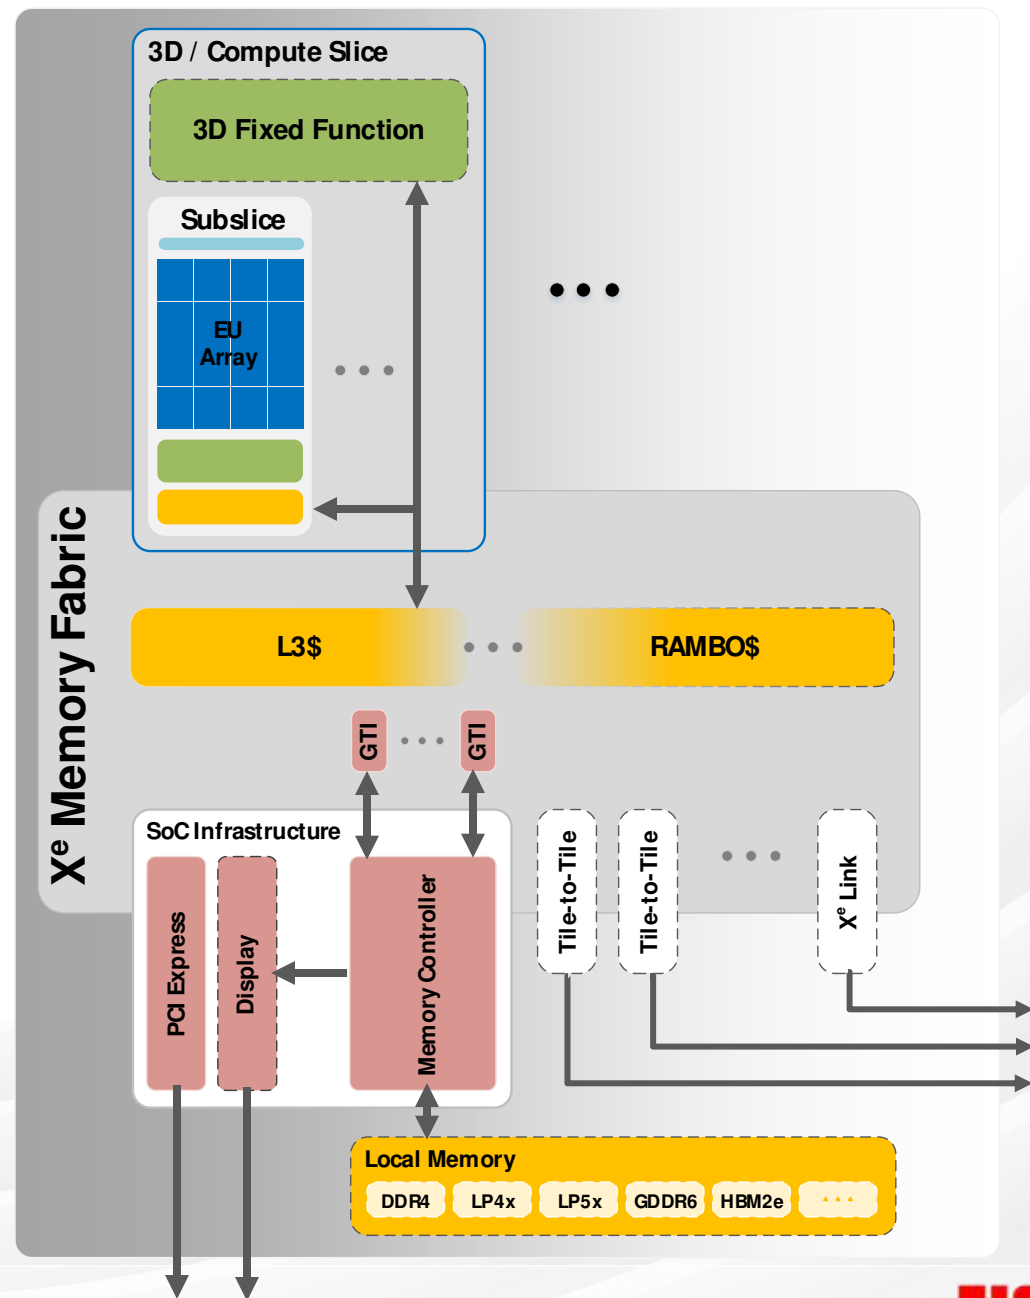 3D / Compute Slice
3D Fixed Function
Subslice
EU
Array
Xe Memory Fabric
L3$
RAMBO$
GTI
GTI
SoC Infrastructure
PCI Express
Display
Memory Controller
Tile-to-Tile
Tile-to-Tile
Xe Link
Local Memory
DDR4
LP4x
LP5x
GDDR6
HBM2e